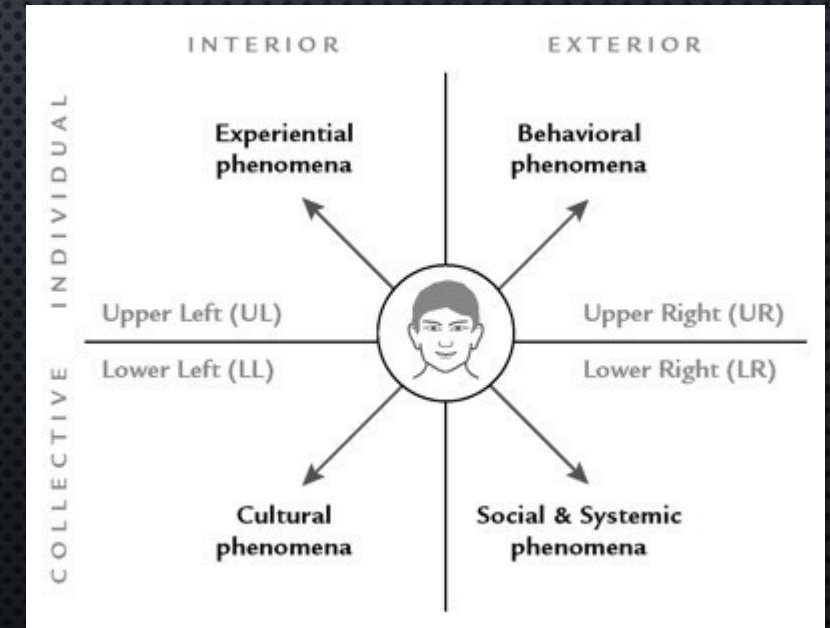 INTERIOR
EXTERIOR
INDIVIDUAL
Experiential
phenomena
Behavioral
phenomena
Upper Left (UL)
Upper Right (UR)
COLLECTIVE
Lower Left (LL)
Lower Right (LR)
Cultural
phenomena
Social & Systemic
phenomena